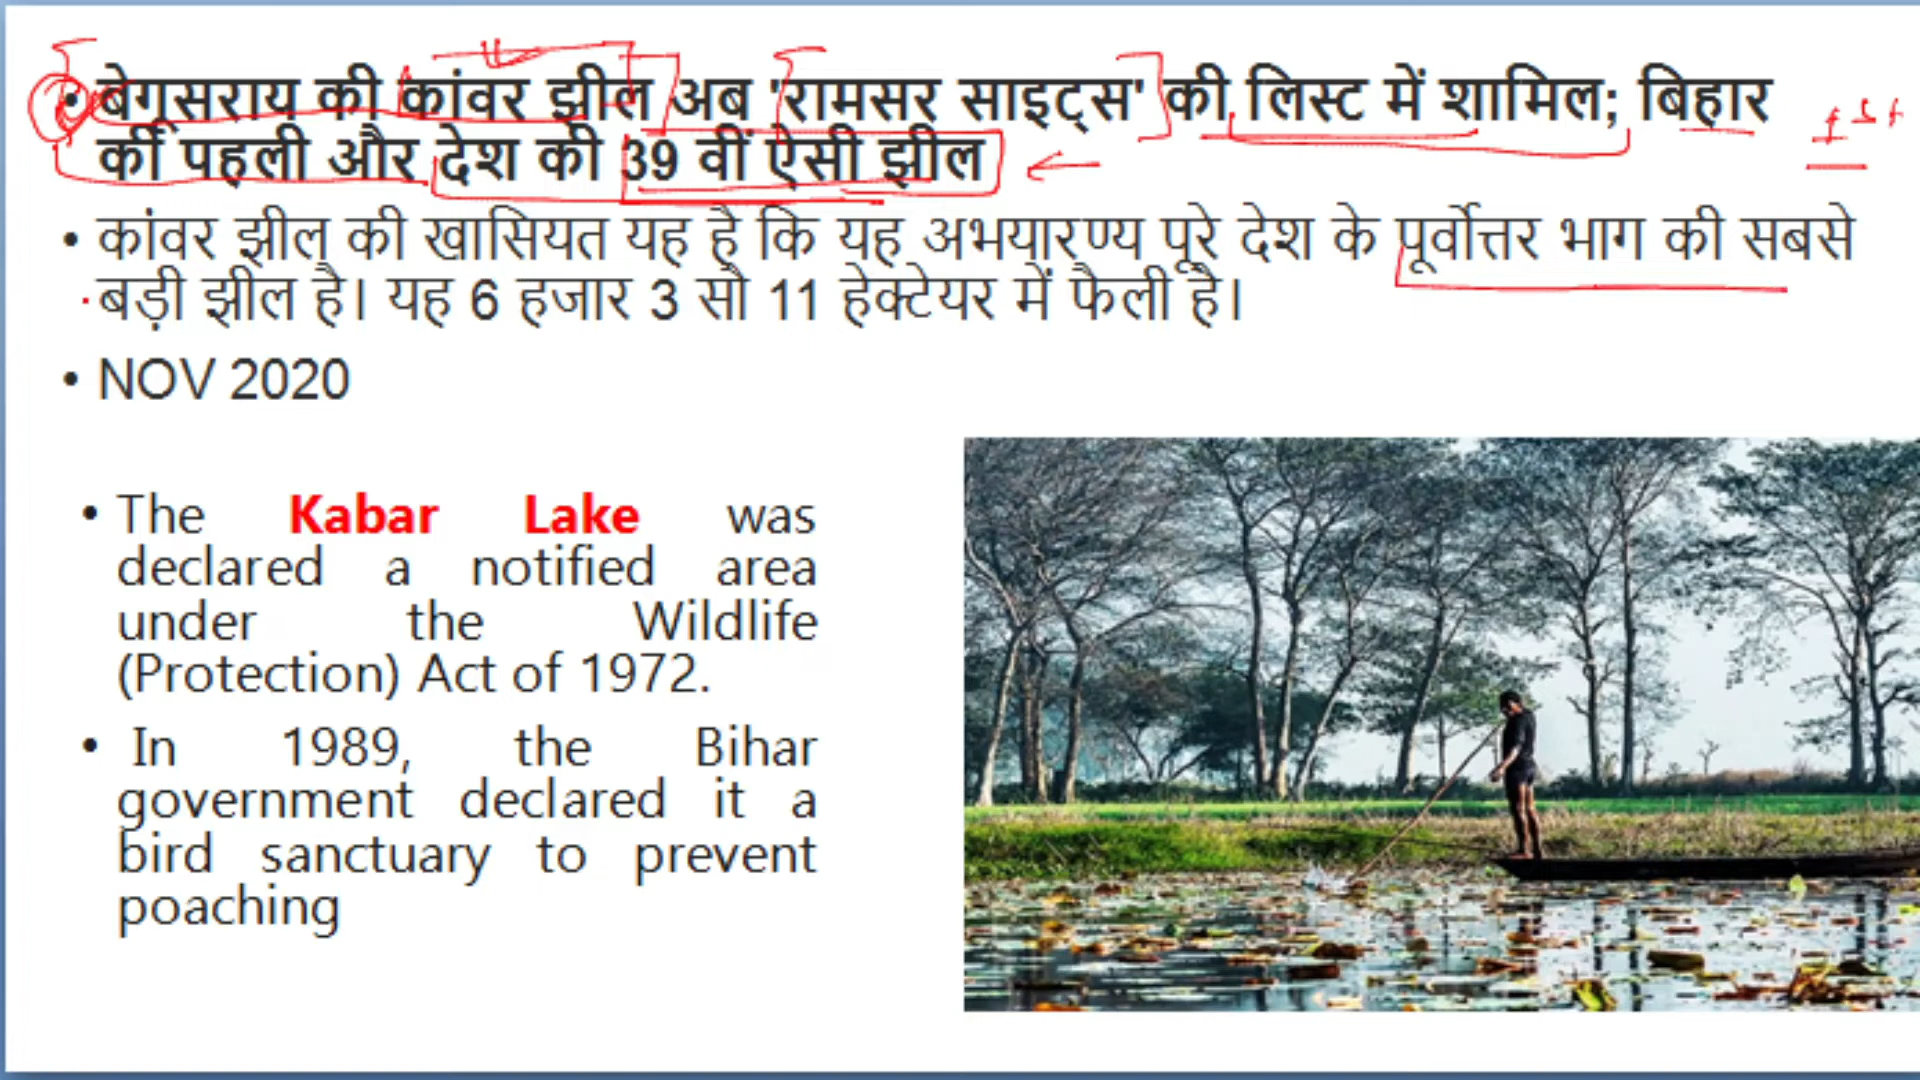 बेगूसराय की कांवर झील अब 'रामसर साइट्स' की लिस्ट में शामिल; बिहार
की पहली और देश की 39 वीं ऐसी झील
कांवर झील की खासियत यह है कि यह अभयारण्य पूरे देश के पूर्वोत्तर भाग की सबसे
बड़ी झील है। यह 6 हजार 3 सौ 11 हेक्टेयर में फैली है।
NOV 2020
The Kabar Lake was
declared a notified area
under the Wildlife
(Protection) Act of 1972.
In 1989, the Bihar
government declared it a
bird sanctuary to prevent
poaching